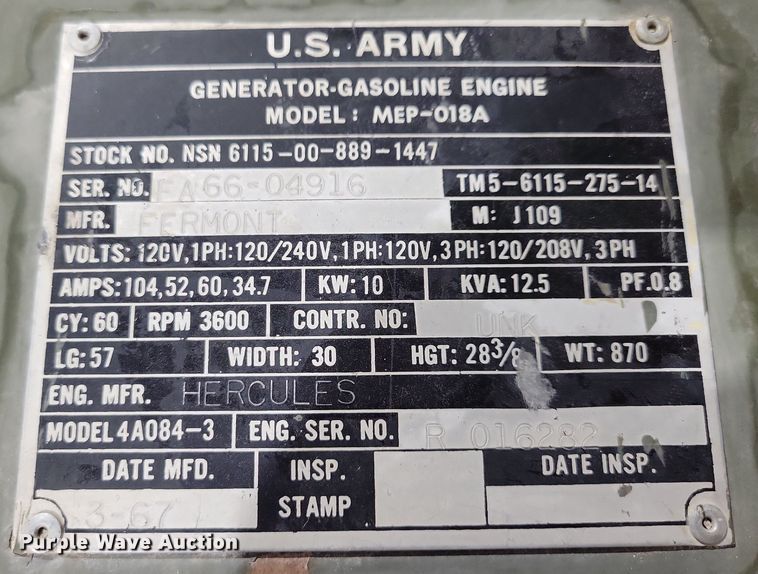 U.S. ARMY
GENERATOR-GASOLINE ENGINE
MODEL: MEP-018A
STOCK NO. NSN 6115-00-889-1447
SER. NO. FA66-04916 TM5-6115-275-14
MFR. FERMONT M: J109
VOLTS: 120V, 1PH:120/240V, 1PH:120V, 3PH:120/208V, 3PH
AMPS:104,52,60,34.7 KW:10 KVA:12.5 PF.0.8
CY:60 RPM 3600 CONTR. NO: UNK
LG:57 WIDTH: 30 HGT: 28 3/8 WT: 870
ENG. MFR. HERCULES
MODEL 4A084-3 ENG. SER. NO. R 016282
DATE MFD. INSP. STAMP DATE INSP.
3-67
Purple Wave Auction